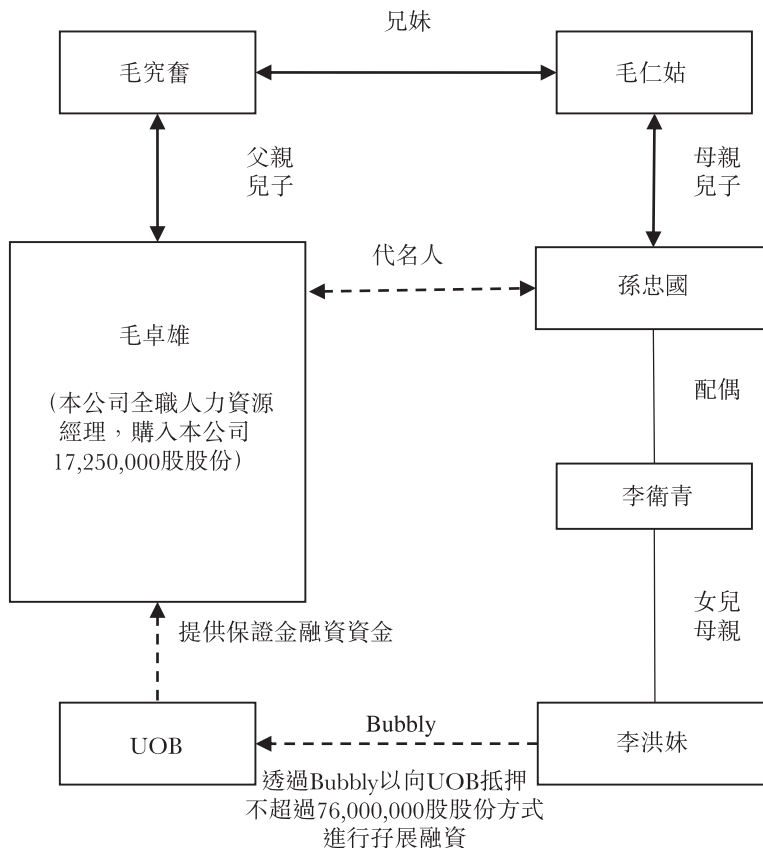 兄妹
毛究奮
毛仁姑
父親
兒子
母親
兒子
代名人
孫忠國
毛卓雄
（本公司全職人力資源
經理，購入本公司
17,250,000股股份）
配偶
李衛青
女兒
母親
提供保證金融資資金
UOB
Bubbly
李洪妹
透過Bubbly以向UOB抵押
不超過76,000,000股股份方式
進行孖展融資